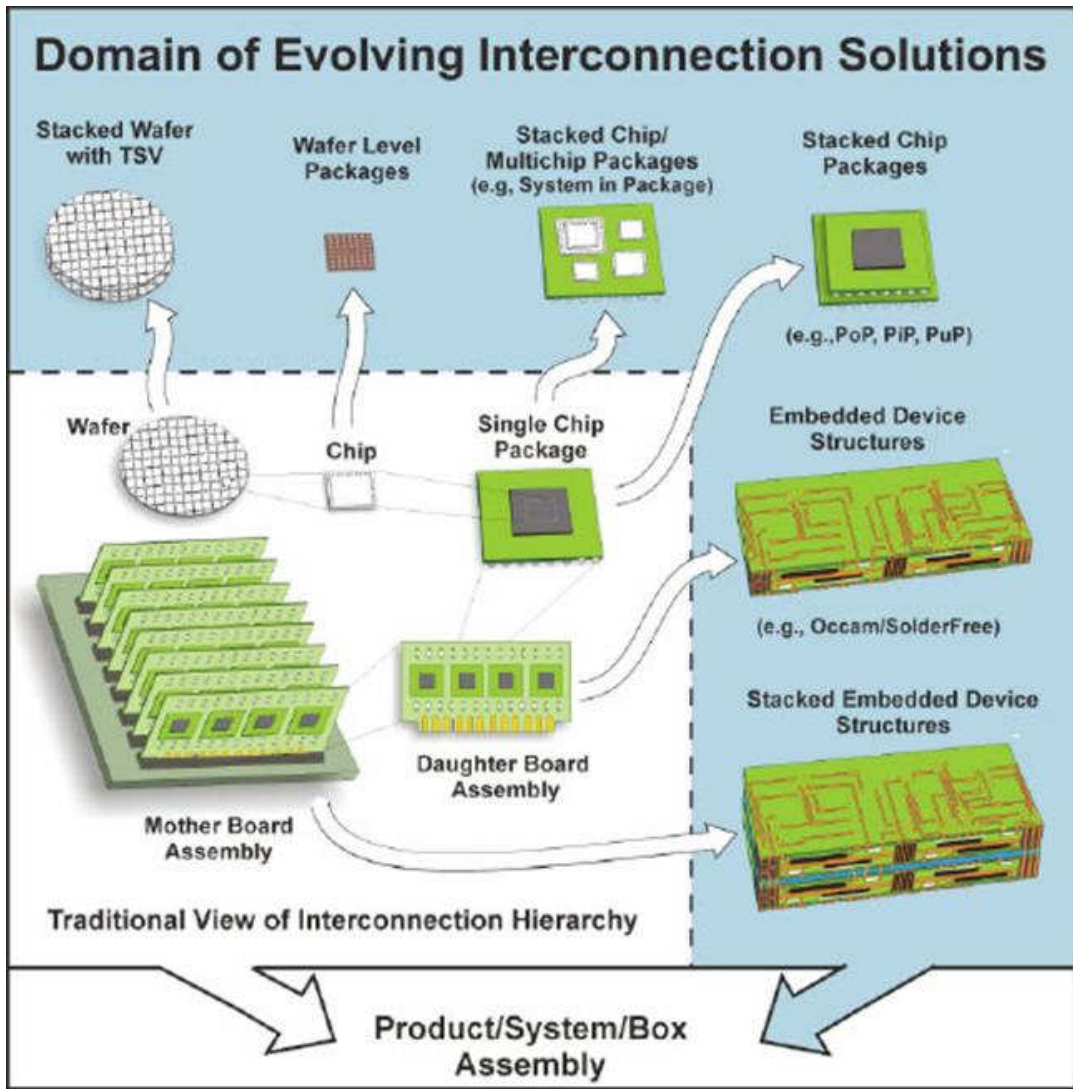 Domain of Evolving Interconnection Solutions
Stacked Wafer
with TSV
Wafer Level
Packages
Stacked Chip/
Multichip Packages
(e.g, System in Package)
Stacked Chip
Packages
(e.g.,PoP, PiP, PuP)
Wafer
Chip
Single Chip
Package
Embedded Device
Structures
(e.g., Occam/SolderFree)
Daughter Board
Assembly
Stacked Embedded Device
Structures
Mother Board
Assembly
Traditional View of Interconnection Hierarchy
Product/System/Box
Assembly